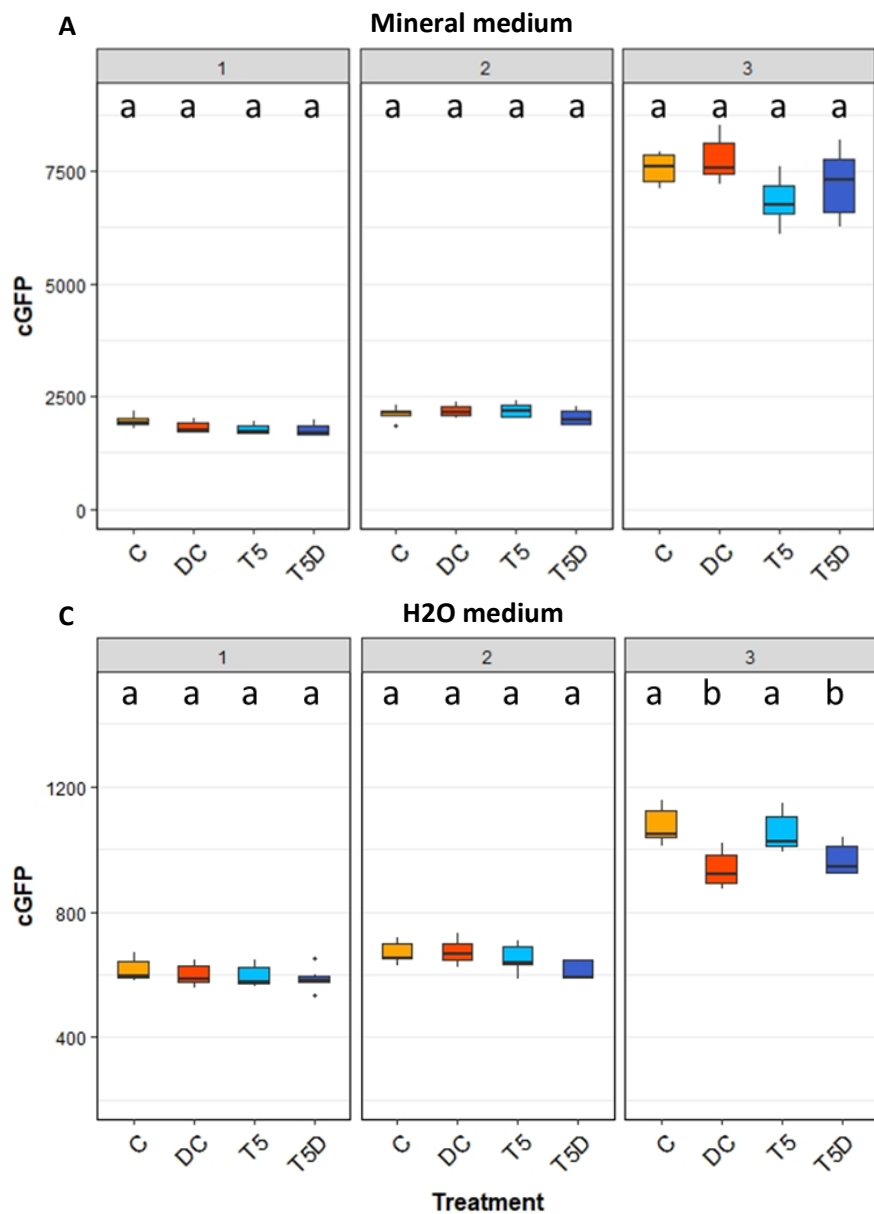 A
Mineral medium
1 2 3
a a a a a a a a a a a a
7500
5000
2500
0
cGFP
C DC T5 T5D C DC T5 T5D C DC T5 T5D
C
H2O medium
1 2 3
a a a a a a a a a b a b
1200
800
400
cGFP
C DC T5 T5D C DC T5 T5D C DC T5 T5D
Treatment